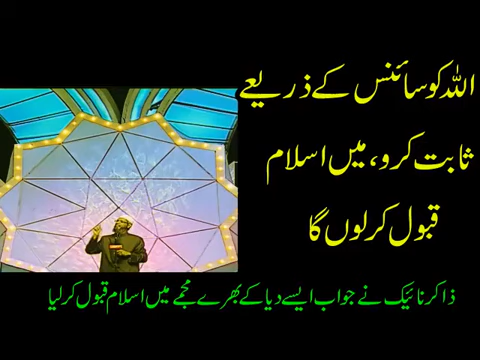 اللہ کو سائنس کے ذریعے
ثابت کرو، میں اسلام
قبول کرلوں گا
ذاکر نائیک نے جواب ایسے دیا کے بھرے مجمے میں اسلام قبول کرلیا